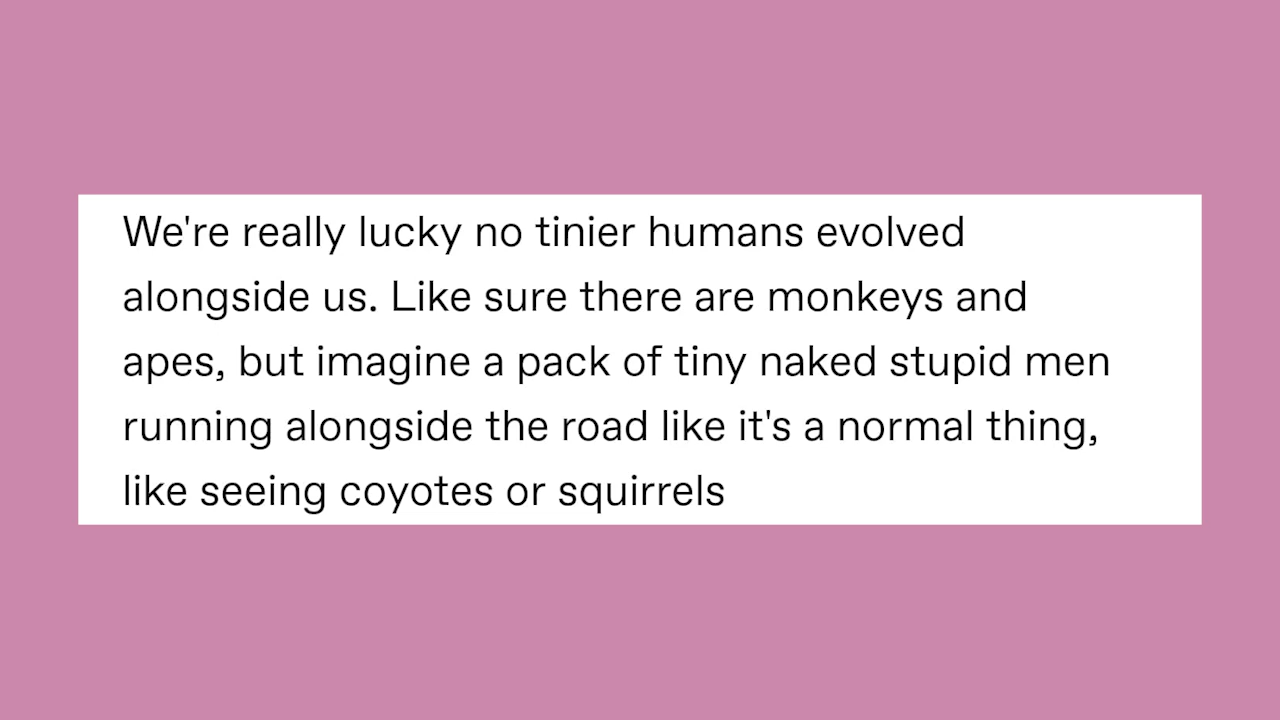 We're really lucky no tinier humans evolved
alongside us. Like sure there are monkeys and
apes, but imagine a pack of tiny naked stupid men
running alongside the road like it's a normal thing,
like seeing coyotes or squirrels